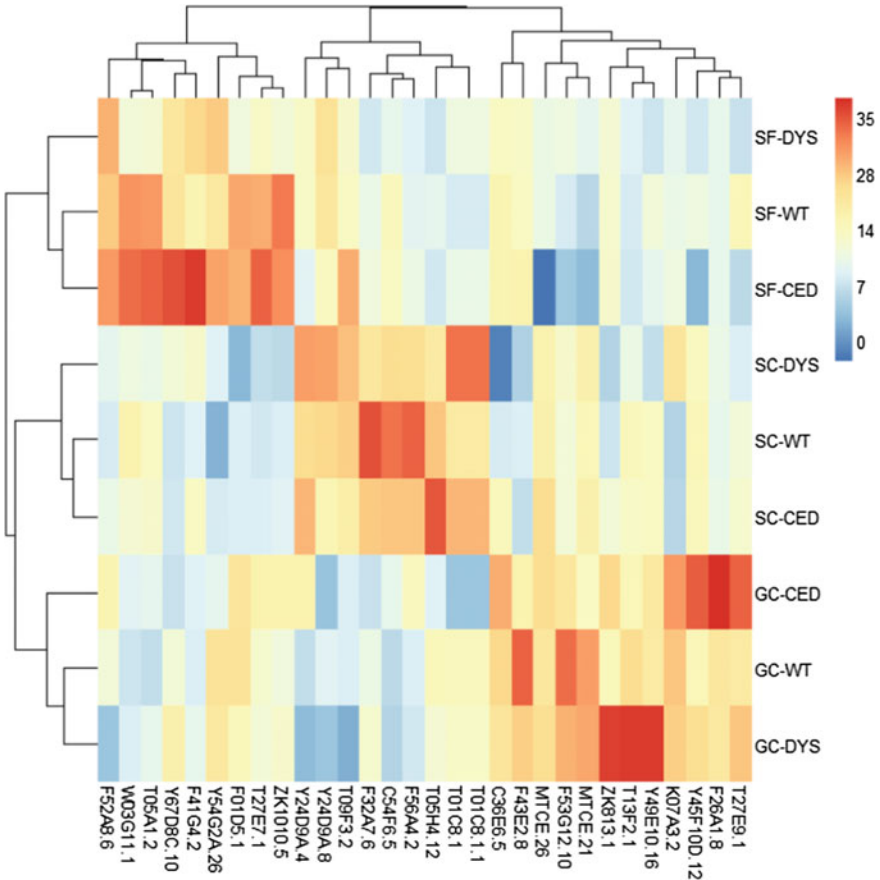 SF-DYS
SF-WT
SF-CED
SC-DYS
SC-WT
SC-CED
GC-CED
GC-WT
GC-DYS
35
28
14
7
0
F52A8.6
W03G11.1
T05A1.2
Y67D8C.10
F41G4.2
Y54G2A.26
F01D5.1
T27E7.1
ZK1010.5
Y24D9A.4
Y24D9A.8
T09F3.2
F32A7.6
C54F6.5
F56A4.2
T05H4.12
T01C8.1
T01C8.1.1
C36E6.5
F43E2.8
MTCE.26
F53G12.10
MTCE.21
ZK813.1
T13F2.1
Y49E10.16
K07A3.2
Y45F10D.12
F26A1.8
T27E9.1